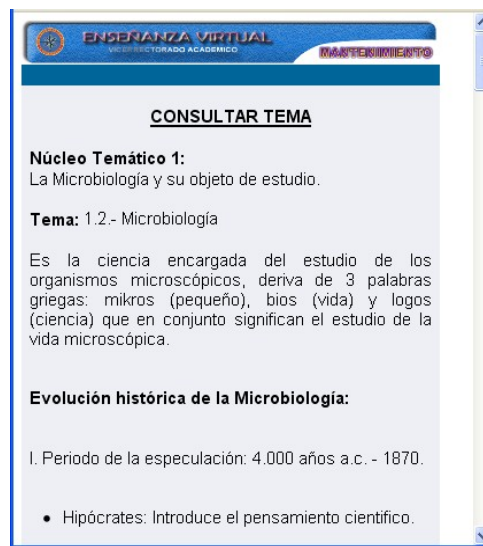 ENSEÑANZA VIRTUAL
VICERRECTORADO ACADEMICO
MANTENIMIENTO
CONSULTAR TEMA
Núcleo Temático 1:
La Microbiología y su objeto de estudio.
Tema: 1.2.- Microbiología
Es la ciencia encargada del estudio de los
organismos microscópicos, deriva de 3 palabras
griegas: mikros (pequeño), bios (vida) y logos
(ciencia) que en conjunto significan el estudio de la
vida microscópica.
Evolución histórica de la Microbiología:
I. Periodo de la especulación: 4.000 años a.c. - 1870.
• Hipócrates: Introduce el pensamiento cientifico.